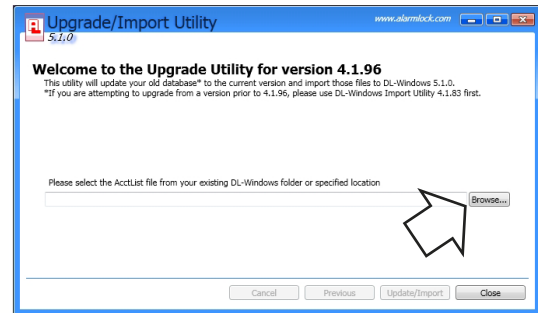 Upgrade/Import Utility
www.alarmlock.com
5.1.0
Welcome to the Upgrade Utility for version 4.1.96
This utility will update your old database* to the current version and import those files to DL-Windows 5.1.0.
*If you are attempting to upgrade from a version prior to 4.1.96, please use DL-Windows Import Utility 4.1.83 first.
Please select the AcctList file from your existing DL-Windows folder or specified location
Browse...
Cancel Previous Update/Import Close